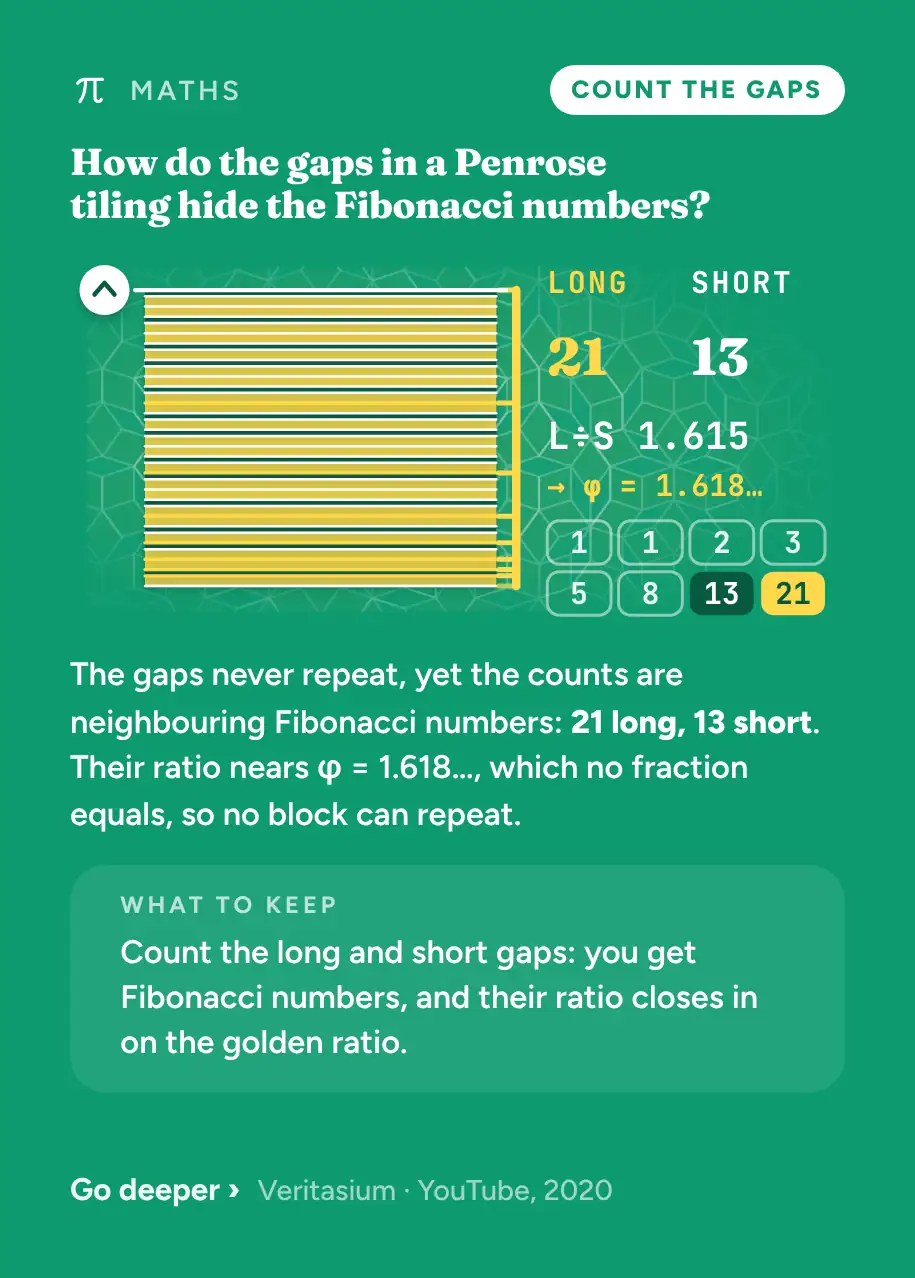 π MATHS
COUNT THE GAPS
How do the gaps in a Penrose
tiling hide the Fibonacci numbers?
LONG SHORT
21 13
L÷S 1.615
→ φ = 1.618…
1 1 2 3
5 8 13 21
The gaps never repeat, yet the counts are
neighbouring Fibonacci numbers: 21 long, 13 short.
Their ratio nears φ = 1.618…, which no fraction
equals, so no block can repeat.
WHAT TO KEEP
Count the long and short gaps: you get
Fibonacci numbers, and their ratio closes in
on the golden ratio.
Go deeper › Veritasium · YouTube, 2020